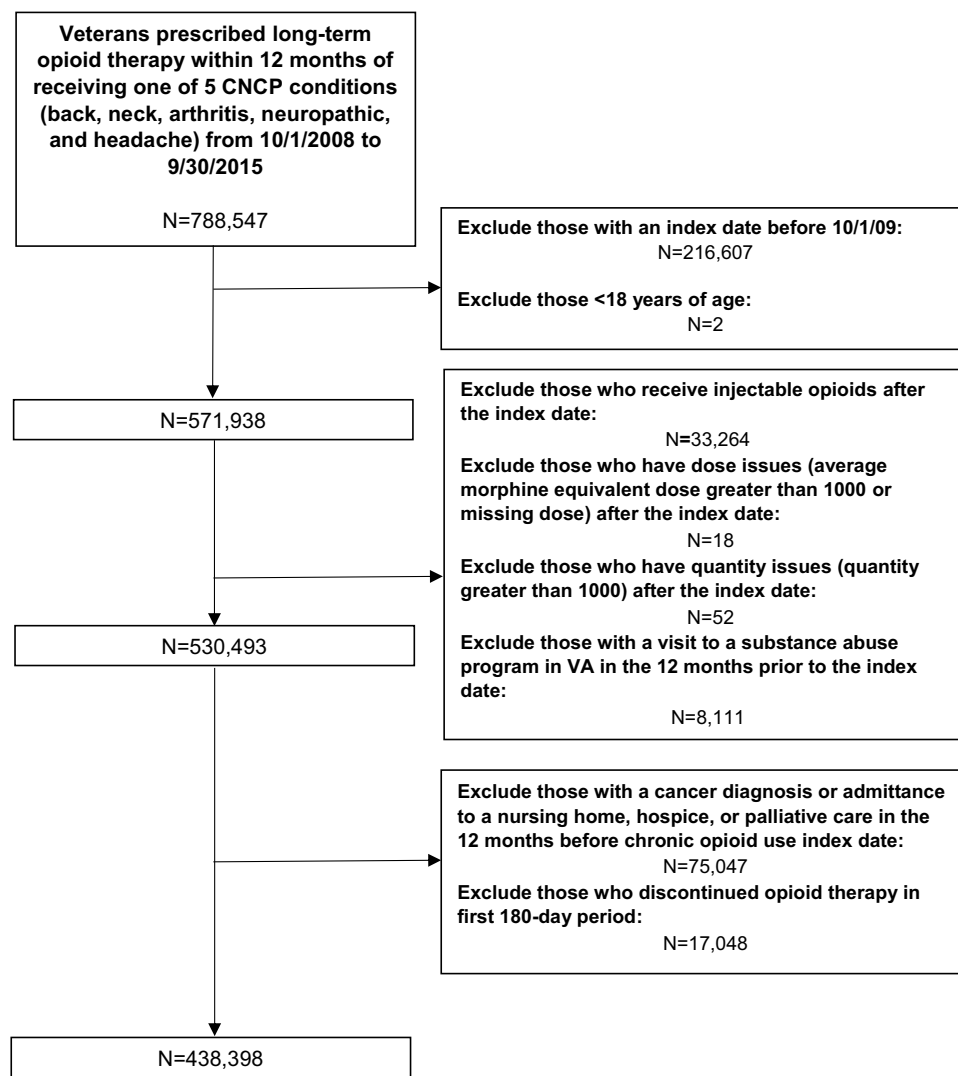 Veterans prescribed long-term
opioid therapy within 12 months of
receiving one of 5 CNCP conditions
(back, neck, arthritis, neuropathic,
and headache) from 10/1/2008 to
9/30/2015
N=788,547
Exclude those with an index date before 10/1/09:
N=216,607
Exclude those <18 years of age:
N=2
N=571,938
Exclude those who receive injectable opioids after
the index date:
N=33,264
Exclude those who have dose issues (average
morphine equivalent dose greater than 1000 or
missing dose) after the index date:
N=18
Exclude those who have quantity issues (quantity
greater than 1000) after the index date:
N=52
Exclude those with a visit to a substance abuse
program in VA in the 12 months prior to the index
date:
N=8,111
N=530,493
Exclude those with a cancer diagnosis or admittance
to a nursing home, hospice, or palliative care in the
12 months before chronic opioid use index date:
N=75,047
Exclude those who discontinued opioid therapy in
first 180-day period:
N=17,048
N=438,398